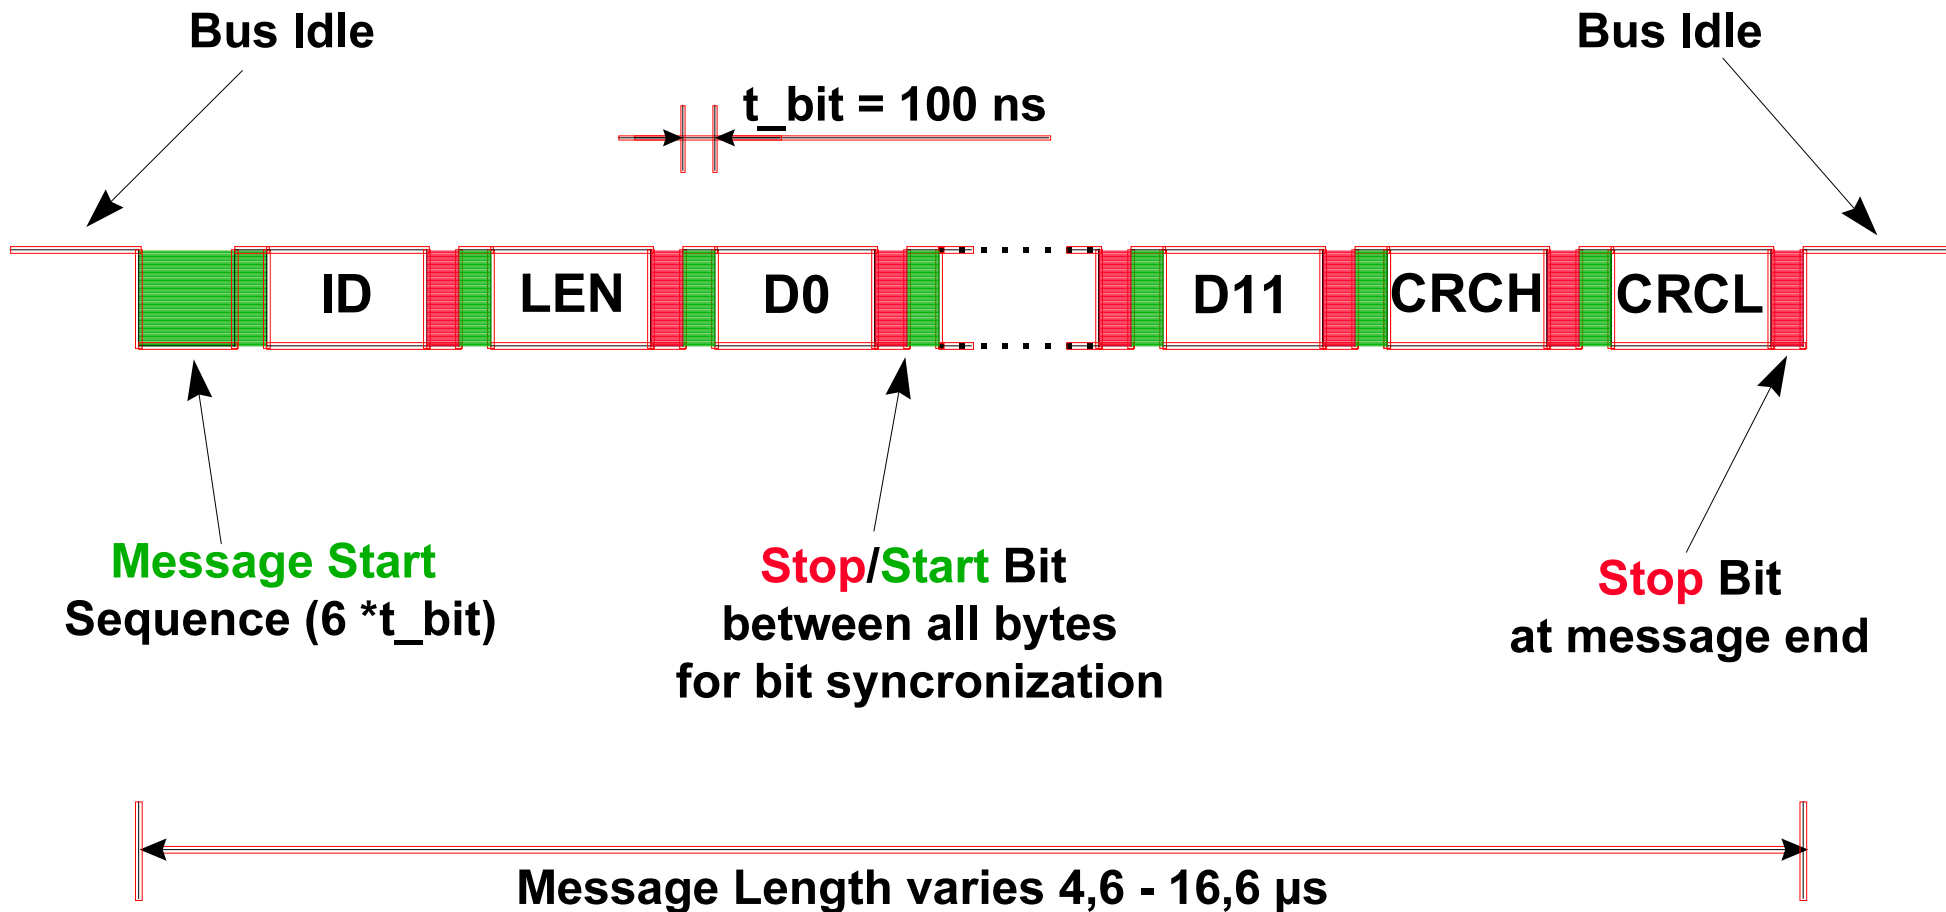 Bus Idle
Bus Idle
t_bit = 100 ns
ID
LEN
D0
D11
CRCH
CRCL
Message Start
Sequence (6 *t_bit)
Stop/Start Bit
between all bytes
for bit syncronization
Stop Bit
at message end
Message Length varies 4,6 - 16,6 µs